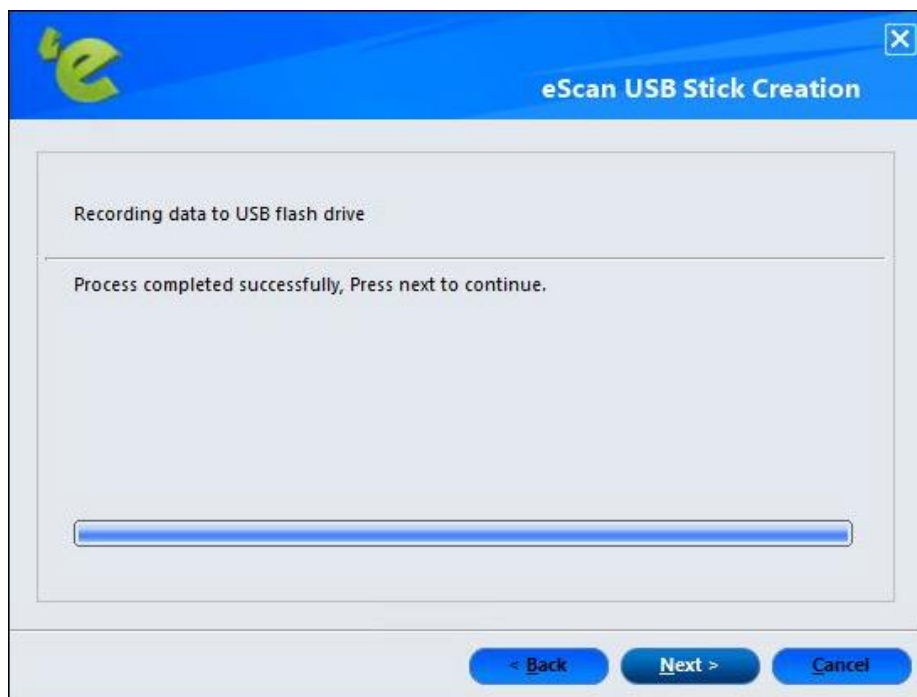 eScan USB Stick Creation
Recording data to USB flash drive
Process completed successfully, Press next to continue.
< Back Next > Cancel